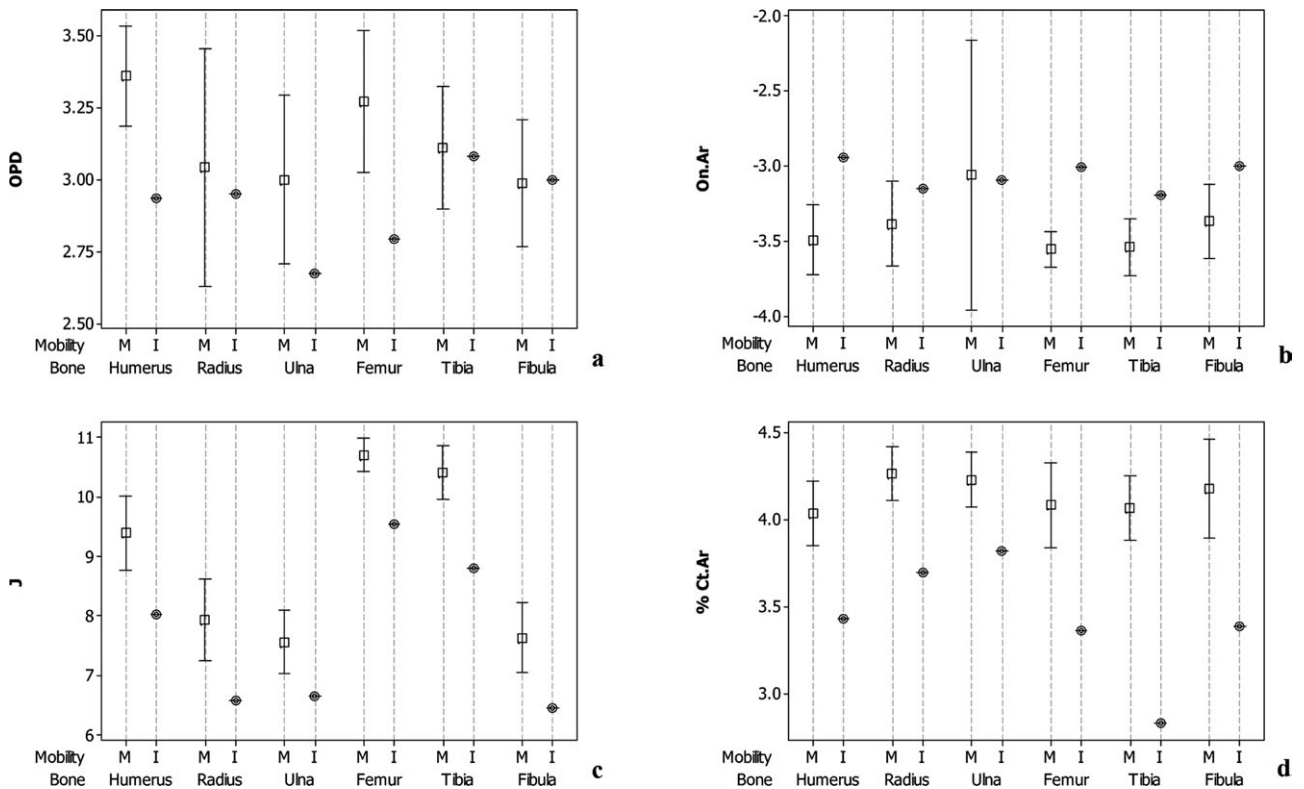 3.50
3.25
3.00
2.75
2.50
OPD
Mobility M I M I M I M I M I M I
Bone Humerus Radius Ulna Femur Tibia Fibula
a
-2.0
-2.5
-3.0
-3.5
-4.0
On.Ar
Mobility M I M I M I M I M I M I
Bone Humerus Radius Ulna Femur Tibia Fibula
b
11
10
9
8
7
6
J
Mobility M I M I M I M I M I M I
Bone Humerus Radius Ulna Femur Tibia Fibula
c
4.5
4.0
3.5
3.0
% Ct.Ar
Mobility M I M I M I M I M I M I
Bone Humerus Radius Ulna Femur Tibia Fibula
d